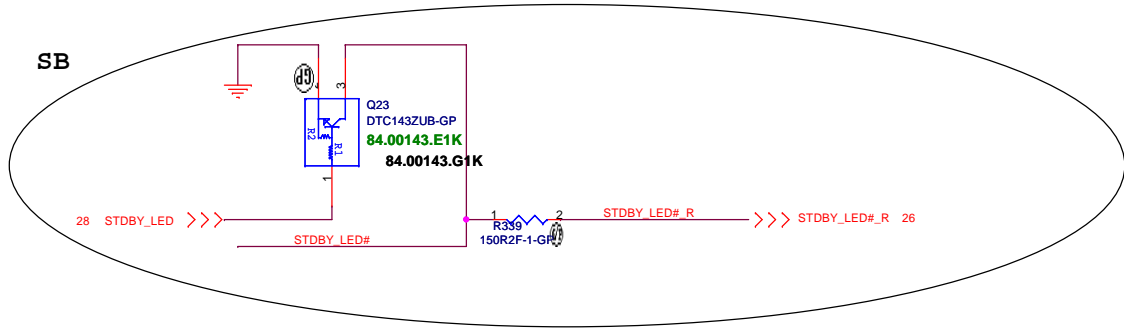 SB
GP
3
Q23
DTC143ZUB-GP
84.00143.E1K
84.00143.G1K
R2
R1
1
28 STDBY_LED
1
2
STDBY_LED#_R
STDBY_LED#_R 26
R339
150R2F-1-GP
STDBY_LED#